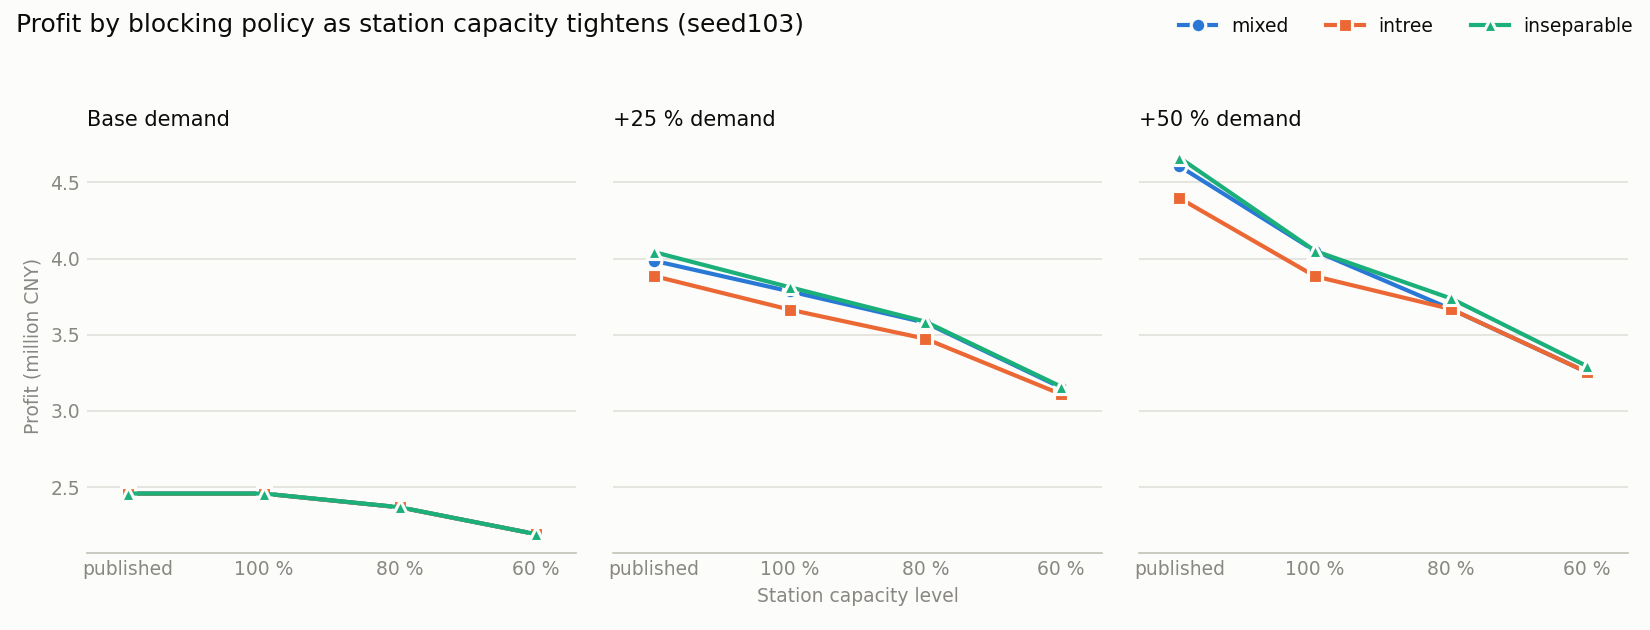 Profit by blocking policy as station capacity tightens (seed103)
mixed
intree
inseparable
Base demand
+25 % demand
+50 % demand
Profit (million CNY)
4.5
4.0
3.5
3.0
2.5
published 100 % 80 % 60 %
published 100 % 80 % 60 %
published 100 % 80 % 60 %
Station capacity level